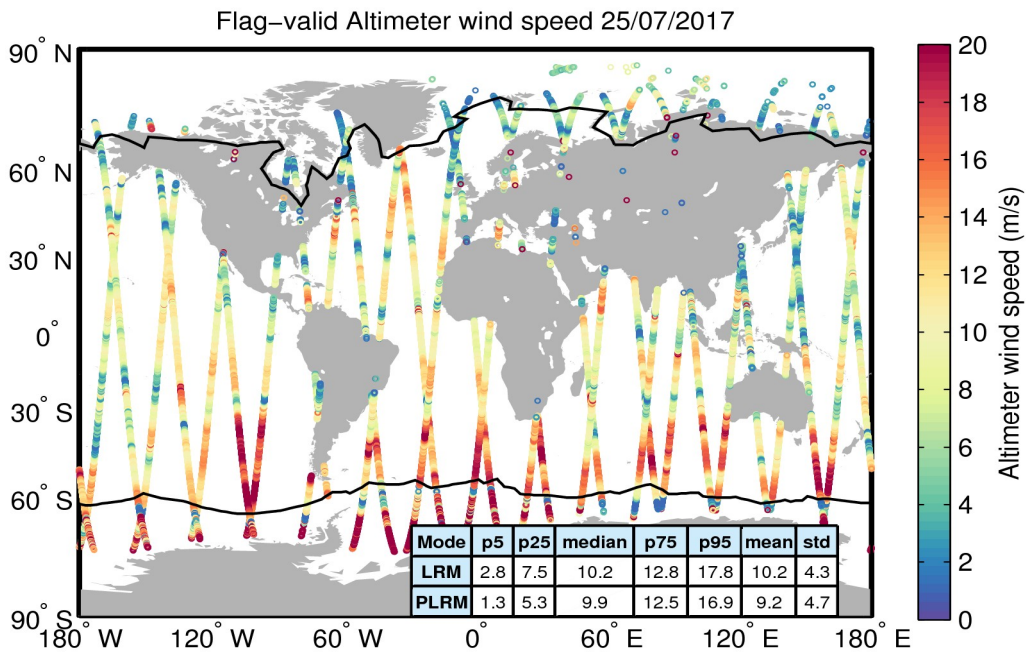 Flag−valid Altimeter wind speed 25/07/2017
90° N
60° N
30° N
0°
30° S
60° S
90° S
180° W
120° W
60° W
0°
60° E
120° E
180° E
Mode p5 p25 median p75 p95 mean std
LRM 2.8 7.5 10.2 12.8 17.8 10.2 4.3
PLRM 1.3 5.3 9.9 12.5 16.9 9.2 4.7
20
18
16
14
12
10
8
6
4
2
0
Altimeter wind speed (m/s)